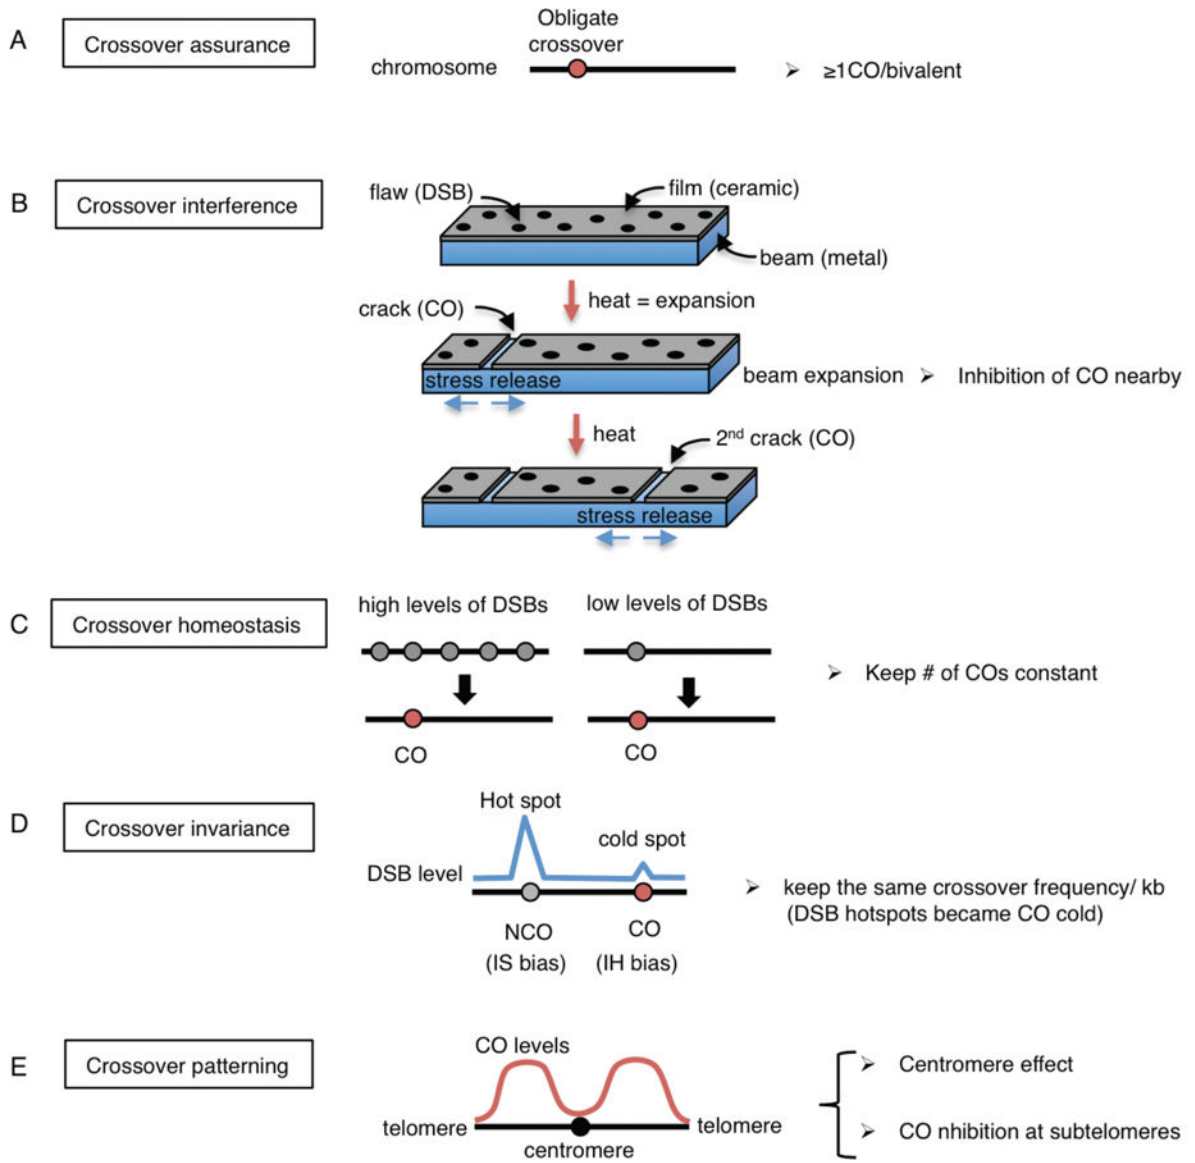 A
Crossover assurance
Obligate
crossover
chromosome
➢ ≥1CO/bivalent
B
Crossover interference
flaw (DSB)
film (ceramic)
beam (metal)
heat = expansion
crack (CO)
stress release
beam expansion ➢ Inhibition of CO nearby
heat
2nd crack (CO)
stress release
C
Crossover homeostasis
high levels of DSBs
low levels of DSBs
➢ Keep # of COs constant
CO
CO
D
Crossover invariance
Hot spot
cold spot
DSB level
➢ keep the same crossover frequency/ kb
(DSB hotspots became CO cold)
NCO
CO
(IS bias)
(IH bias)
E
Crossover patterning
CO levels
➢ Centromere effect
telomere
telomere
centromere
➢ CO nhibition at subtelomeres